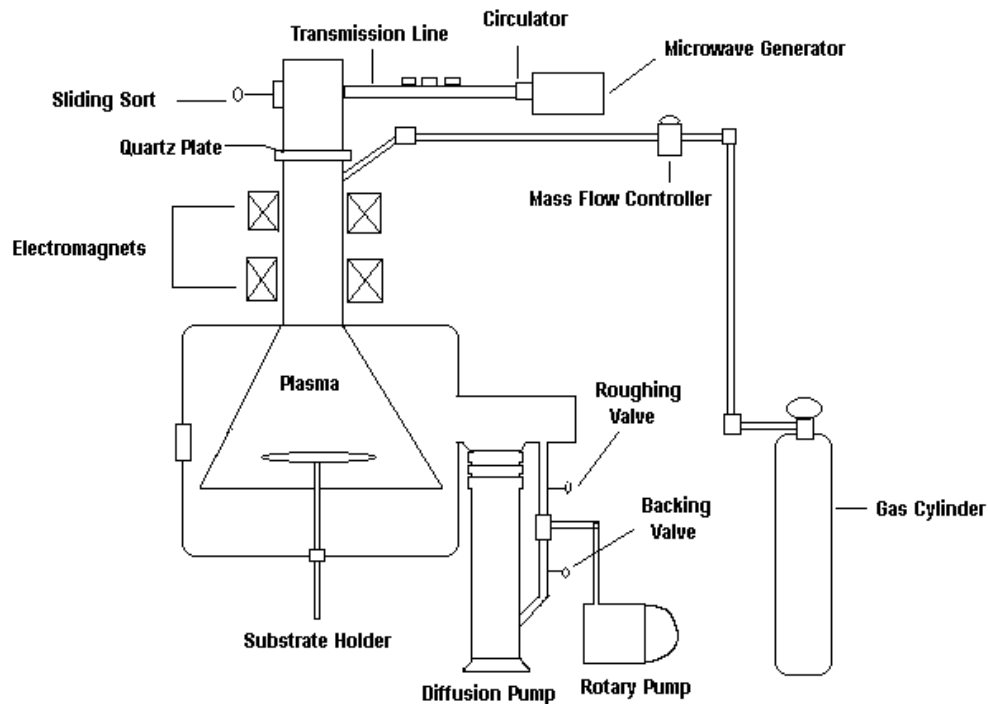 Circulator
Transmission Line
Microwave Generator
Sliding Sort
Quartz Plate
Mass Flow Controller
Electromagnets
Plasma
Roughing
Valve
Backing
Valve
Gas Cylinder
Substrate Holder
Diffusion Pump
Rotary Pump